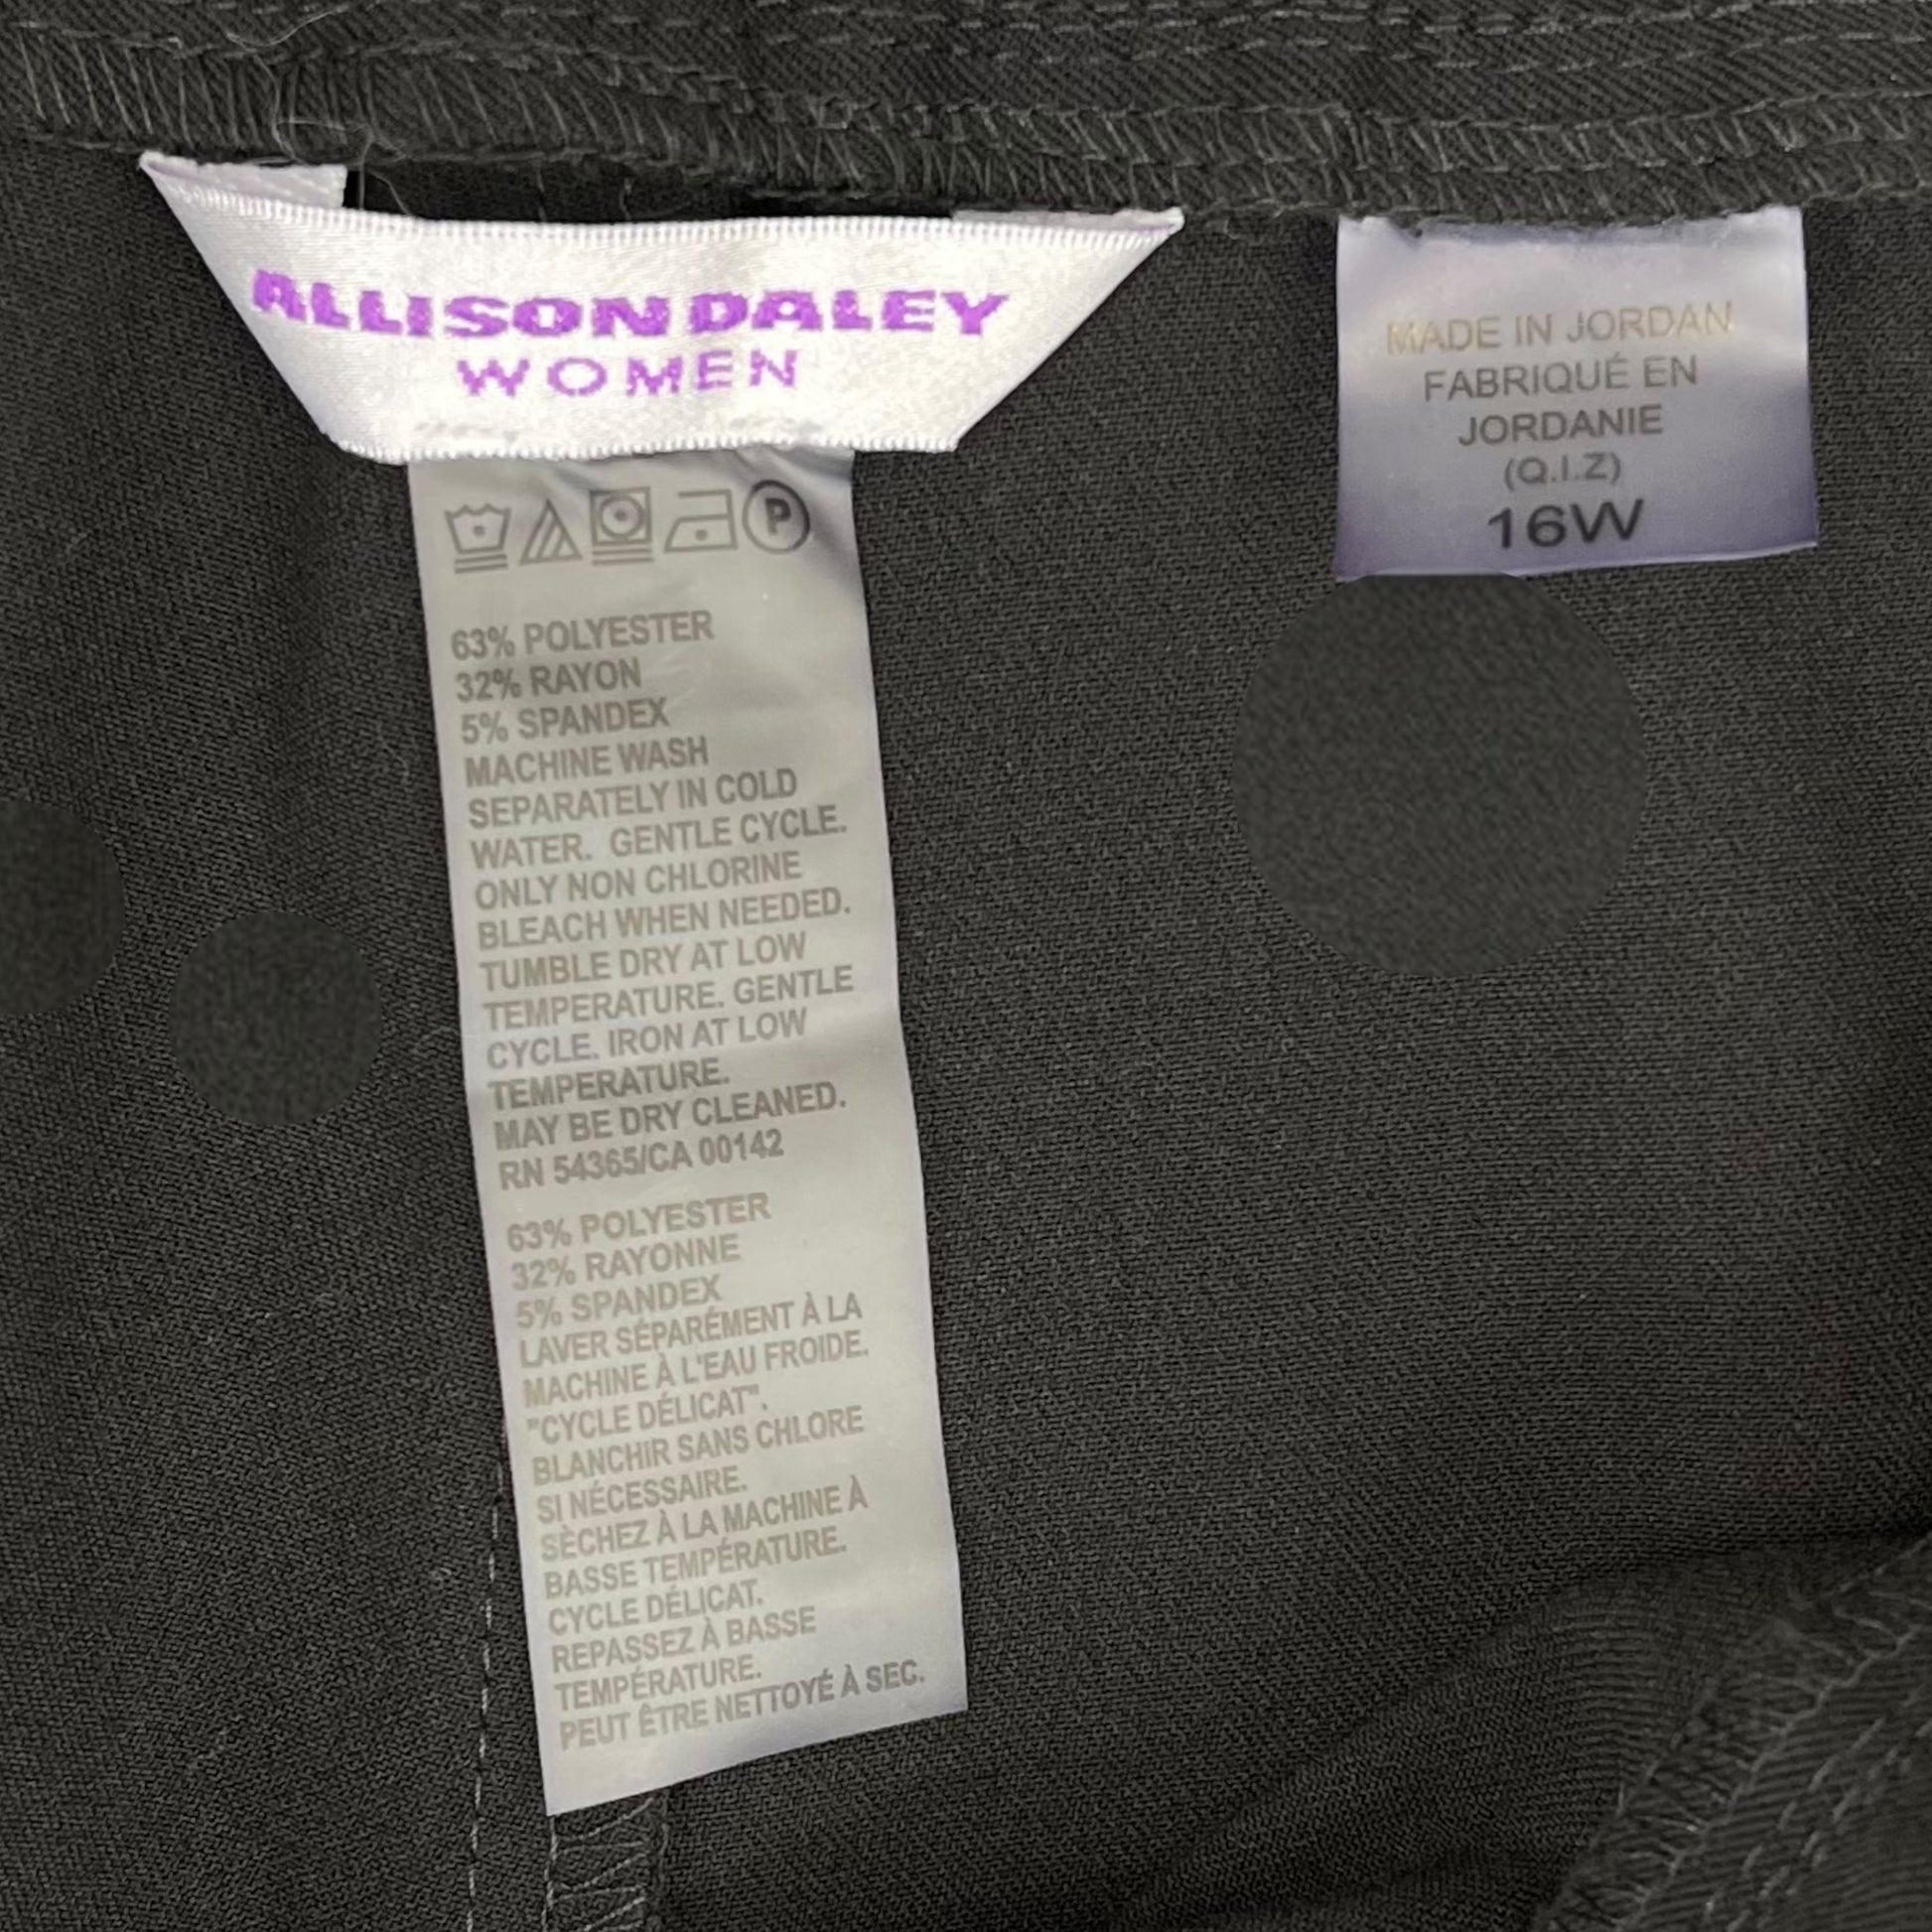 ALLISON DALEY
WOMEN
MADE IN JORDAN
FABRIQUÉ EN
JORDANIE
(Q.I.Z)
16W
P
63% POLYESTER
32% RAYON
5% SPANDEX
MACHINE WASH
SEPARATELY IN COLD
WATER. GENTLE CYCLE.
ONLY NON CHLORINE
BLEACH WHEN NEEDED.
TUMBLE DRY AT LOW
TEMPERATURE. GENTLE
CYCLE. IRON AT LOW
TEMPERATURE.
MAY BE DRY CLEANED.
RN 54365/CA 00142
63% POLYESTER
32% RAYONNE
5% SPANDEX
LAVER SÉPARÉMENT À LA
MACHINE À L'EAU FROIDE.
"CYCLE DÉLICAT".
BLANCHIR SANS CHLORE
SI NÉCESSAIRE.
SÈCHEZ À LA MACHINE À
BASSE TEMPÉRATURE.
CYCLE DÉLICAT.
REPASSEZ À BASSE
TEMPÉRATURE.
PEUT ÊTRE NETTOYÉ À SEC.